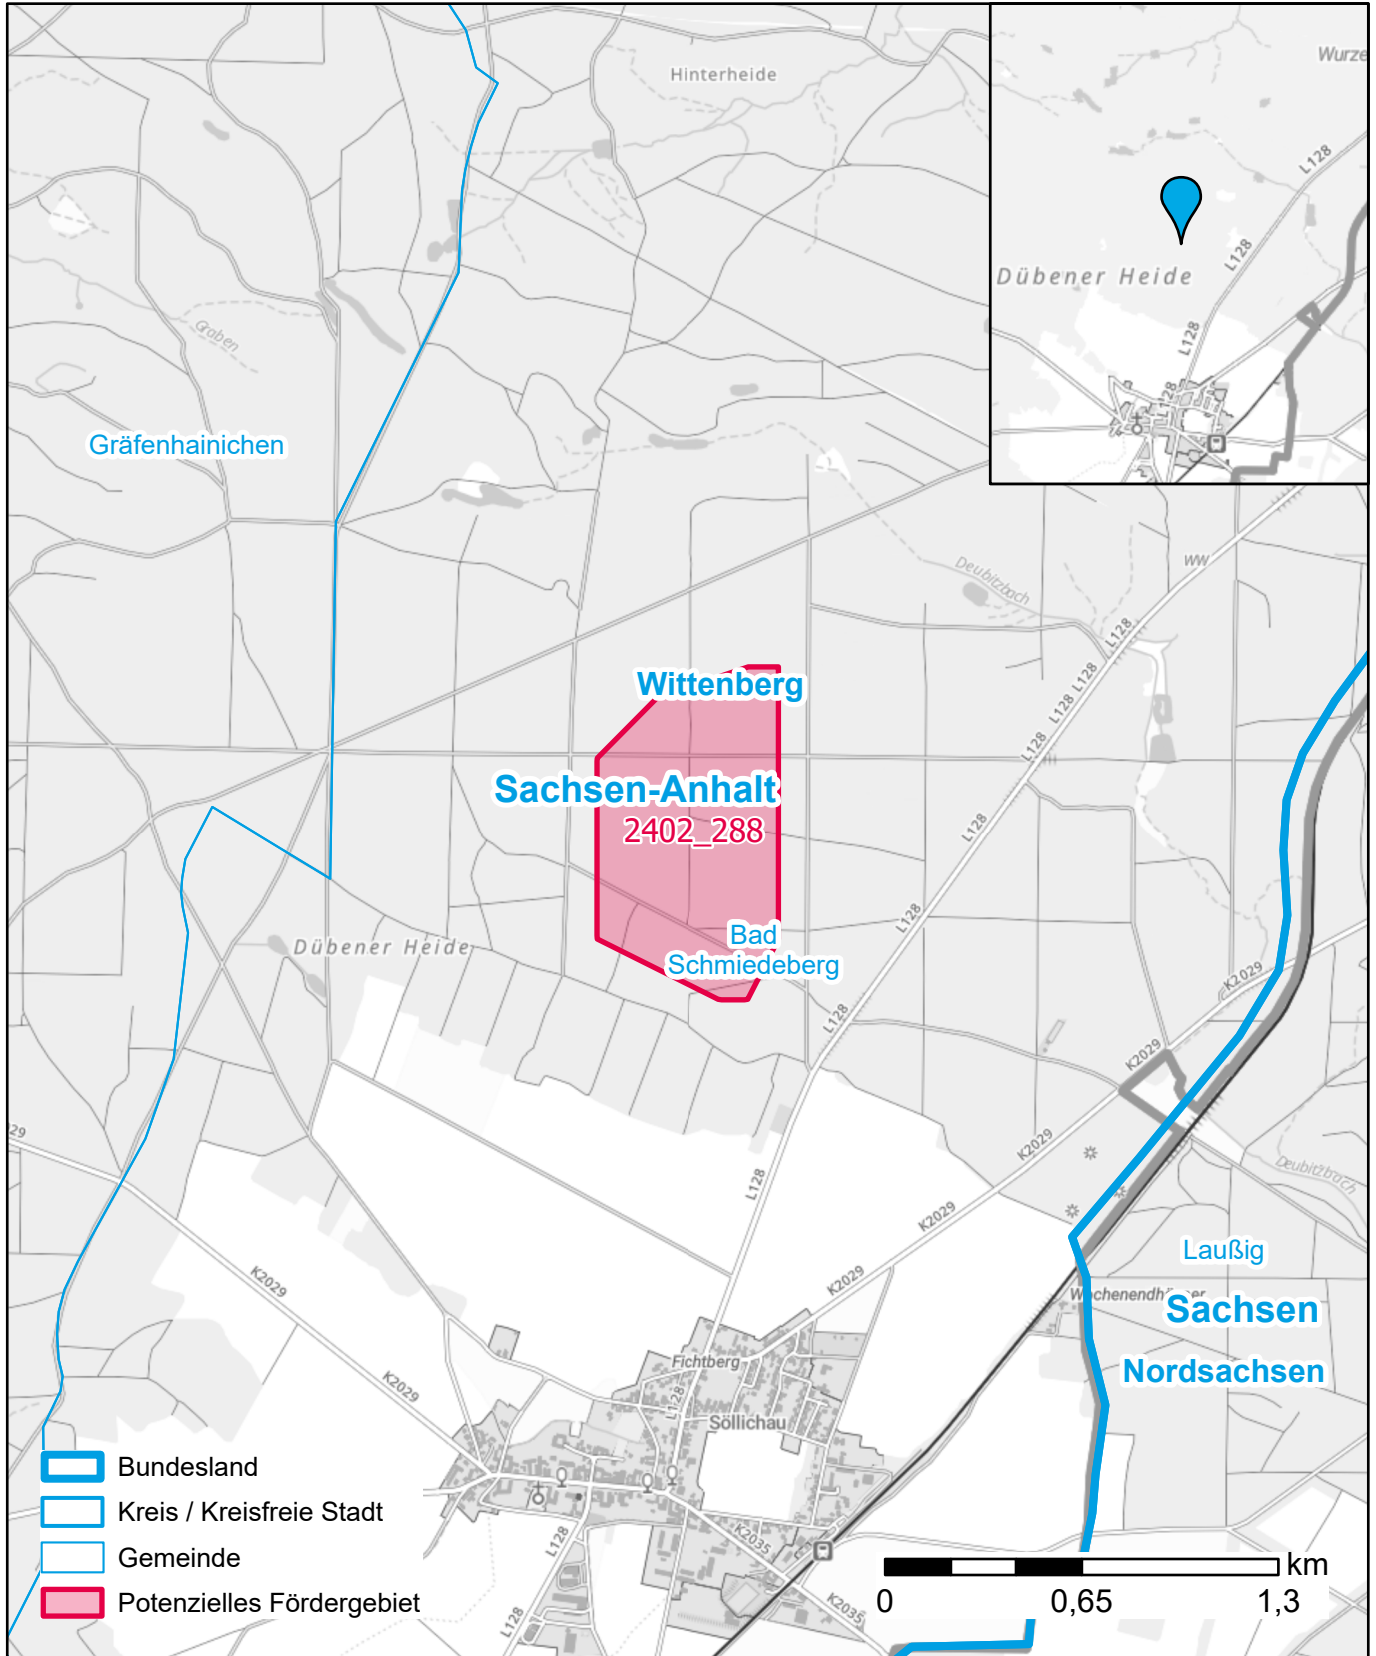 Hinterheide
Wurze
L128
L128
Dübener Heide
L128
L128
Graben
Gräfenhainichen
Deubitzbach
WW
L128
L128
L128
L128
Wittenberg
Sachsen-Anhalt
2402_288
L128
L128
Bad
Schmiedeberg
Dübener Heide
K2029
L128
K2029
29
K2029
Deubitzbach
L128
K2029
Laußig
K2029
K2029
Wochenendhäuser
Sachsen
Fichtberg
Nordsachsen
K2029
L128
Söllichau
Bundesland
Kreis / Kreisfreie Stadt
Gemeinde
Potenzielles Fördergebiet
L128
K2035
L128
K2035
km
0
0,65
1,3